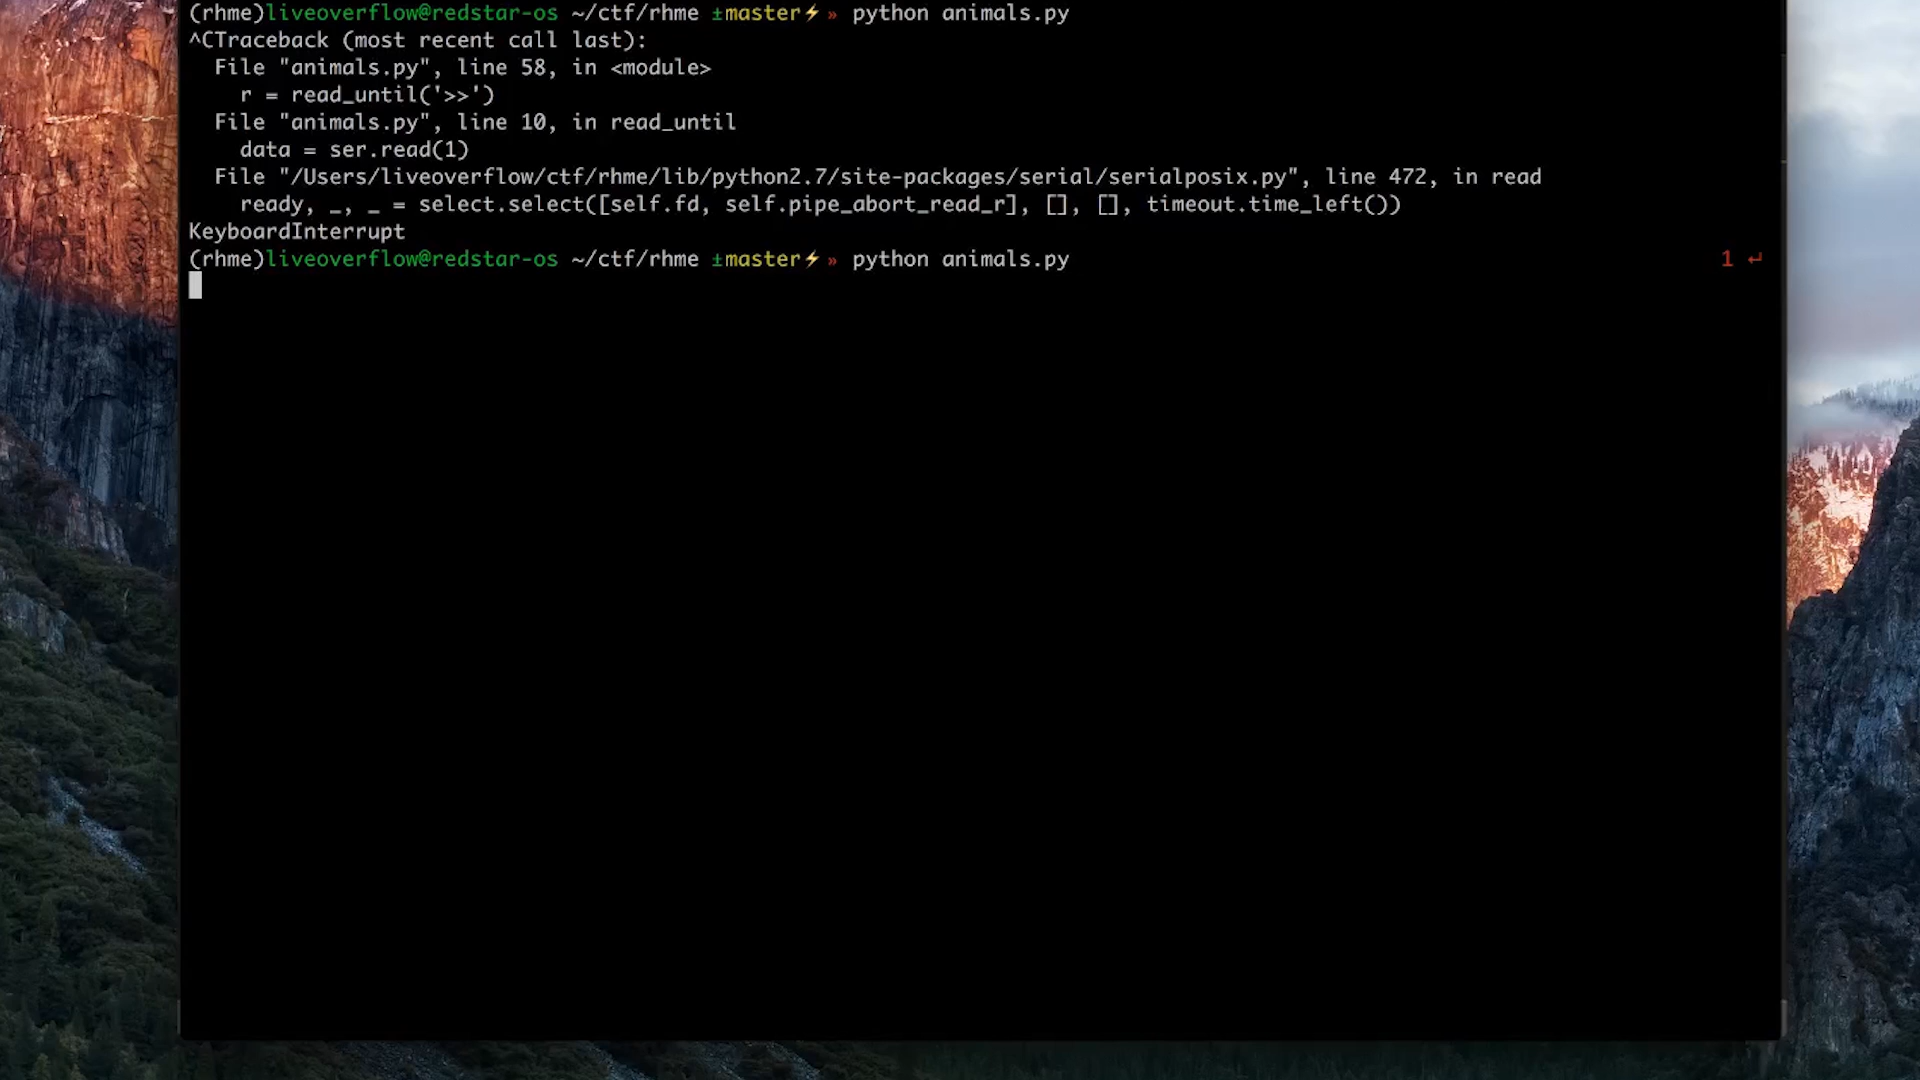 (rhme)liveoverflow@redstar-os ~/ctf/rhme ±master⚡» python animals.py
^CTraceback (most recent call last):
  File "animals.py", line 58, in <module>
    r = read_until('>>')
  File "animals.py", line 10, in read_until
    data = ser.read(1)
  File "/Users/liveoverflow/ctf/rhme/lib/python2.7/site-packages/serial/serialposix.py", line 472, in read
    ready, _, _ = select.select([self.fd, self.pipe_abort_read_r], [], [], timeout.time_left())
KeyboardInterrupt
(rhme)liveoverflow@redstar-os ~/ctf/rhme ±master⚡» python animals.py 1 ↵